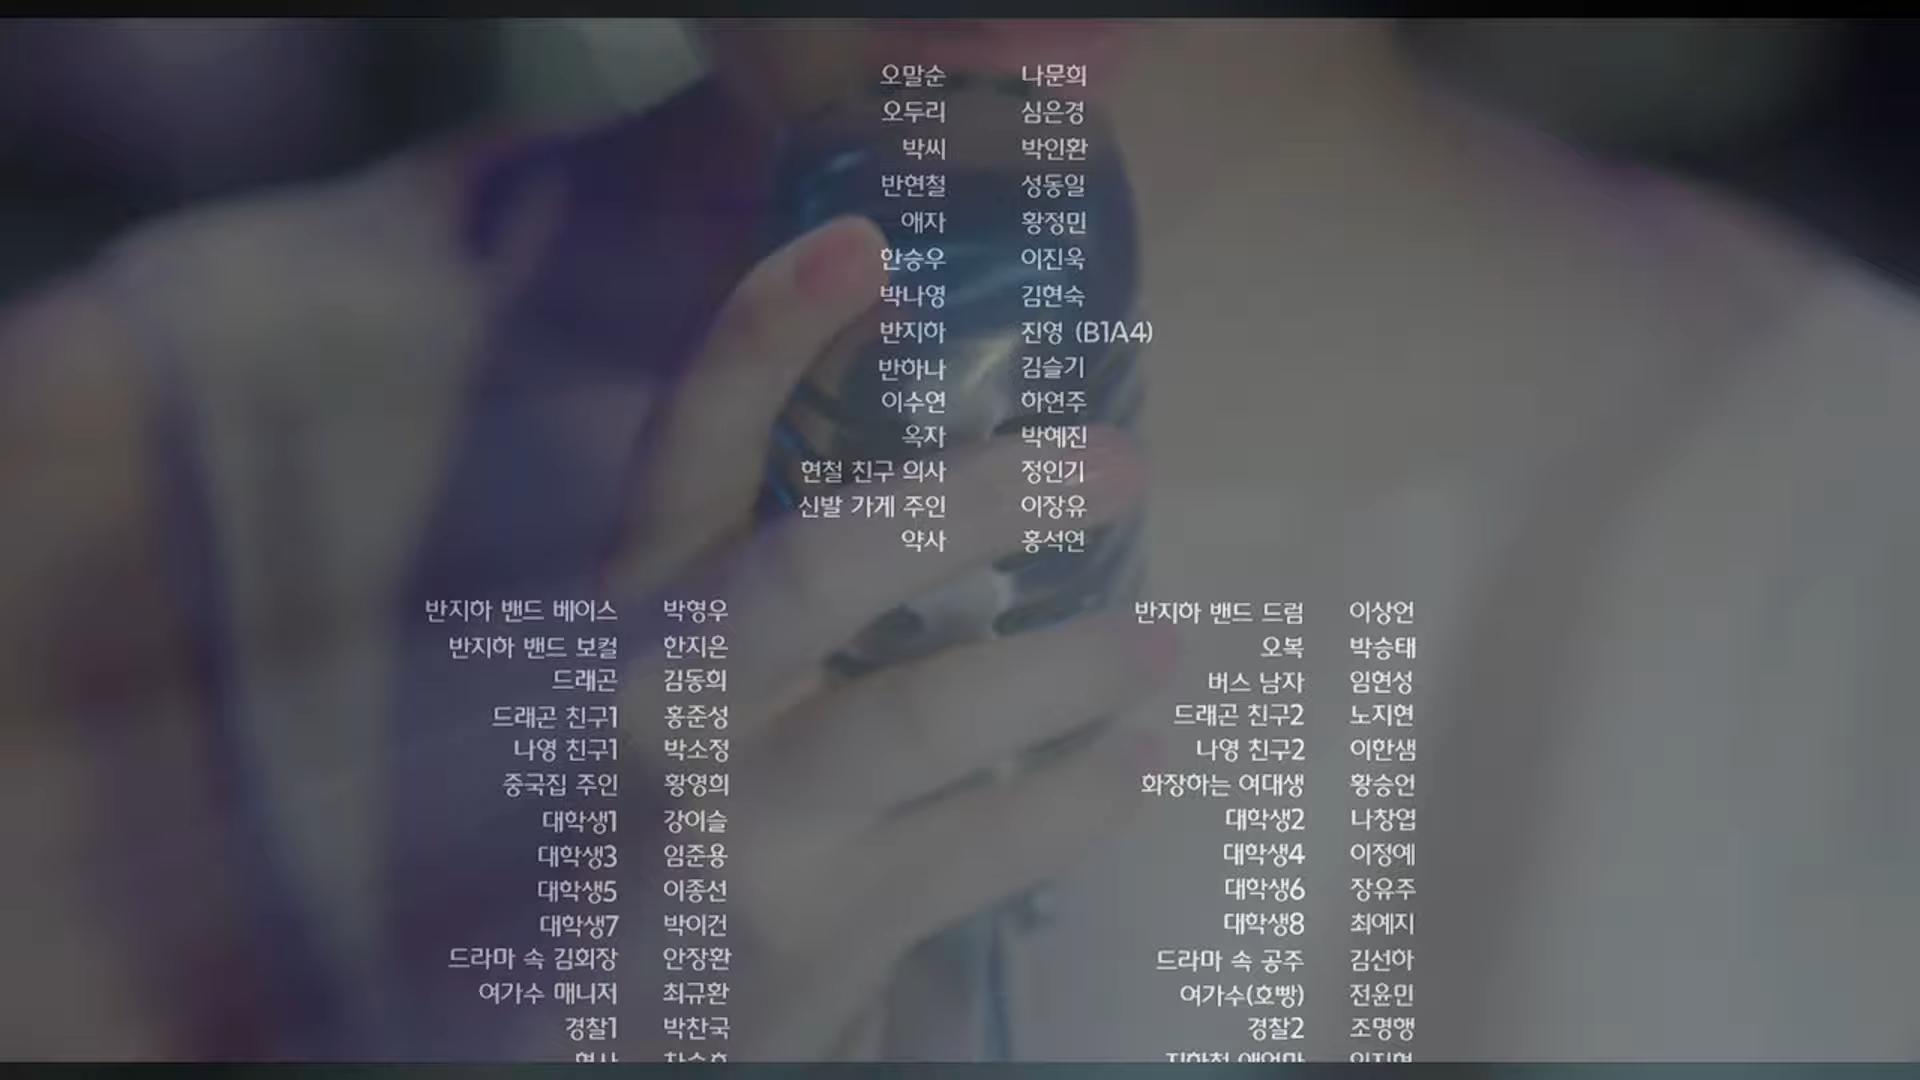 오말순 나문희
오두리 심은경
박씨 박인환
반현철 성동일
애자 황정민
한승우 이진욱
박나영 김현숙
반지하 진영 (B1A4)
반하나 김슬기
이수연 하연주
옥자 박혜진
현철 친구 의사 정인기
신발 가게 주인 이장유
약사 홍석연
반지하 밴드 베이스 박형우 반지하 밴드 드럼 이상언
반지하 밴드 보컬 한지은 오복 박승태
드래곤 김동희 버스 남자 임현성
드래곤 친구1 홍준성 드래곤 친구2 노지현
나영 친구1 박소정 나영 친구2 이한샘
중국집 주인 황영희 화장하는 여대생 황승언
대학생1 강이슬 대학생2 나창엽
대학생3 임준용 대학생4 이정예
대학생5 이종선 대학생6 장유주
대학생7 박이건 대학생8 최예지
드라마 속 김회장 안장환 드라마 속 공주 김선하
여가수 매니저 최규환 여가수(호빵) 전윤민
경찰1 박찬국 경찰2 조명행